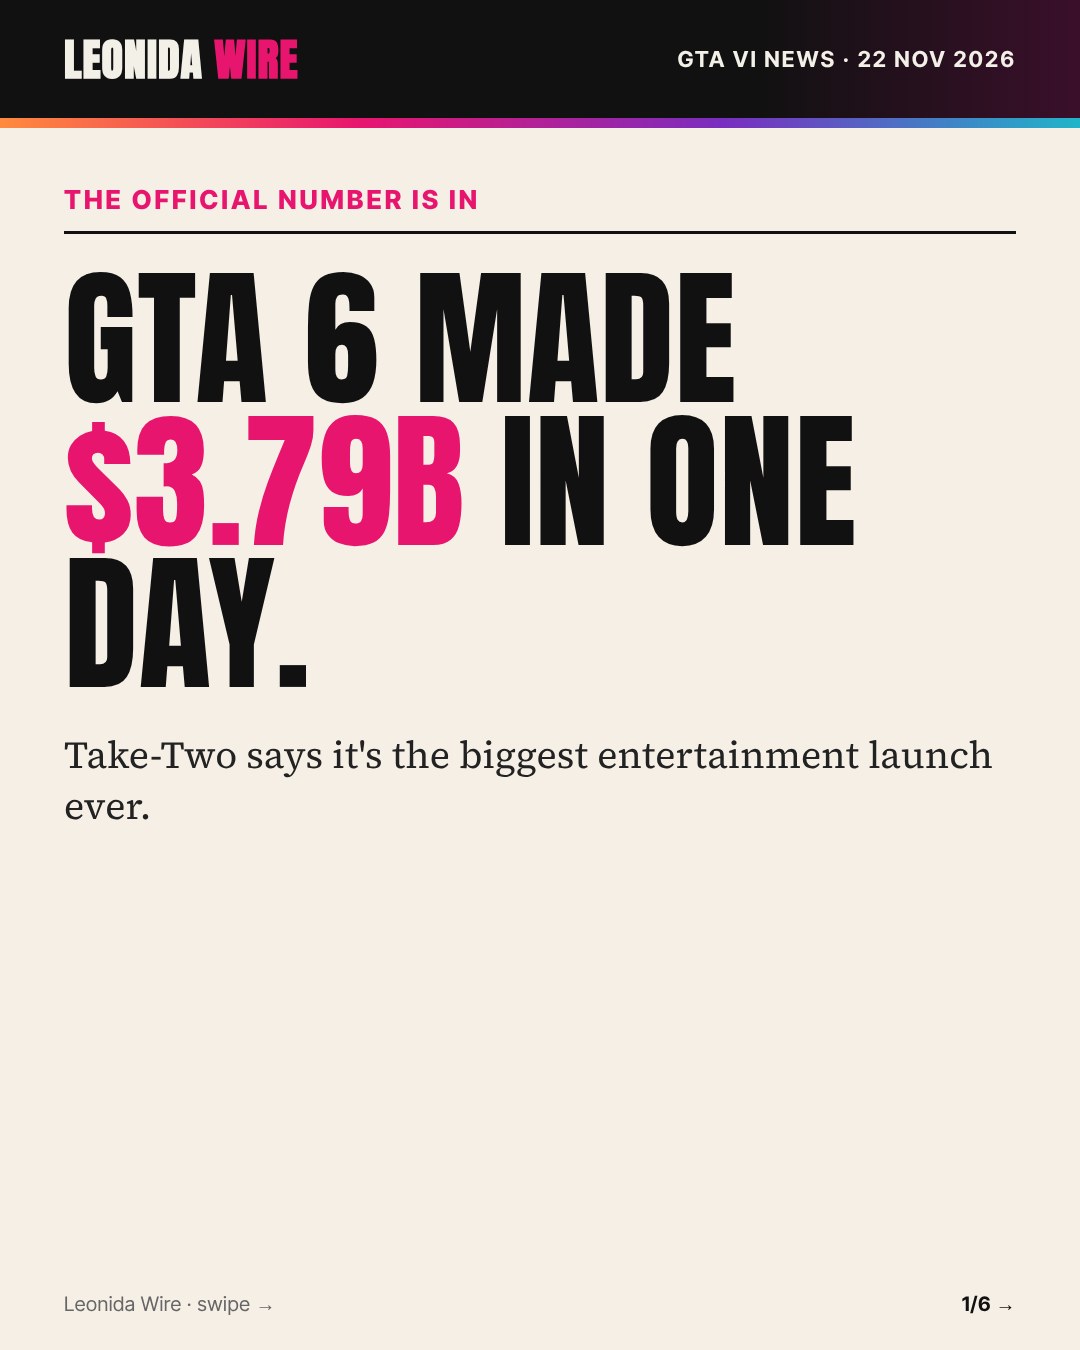 LEONIDA WIRE
GTA VI NEWS · 22 NOV 2026
THE OFFICIAL NUMBER IS IN
GTA 6 MADE
$3.79B IN ONE
DAY.
Take-Two says it's the biggest entertainment launch
ever.
Leonida Wire · swipe →
1/6 →